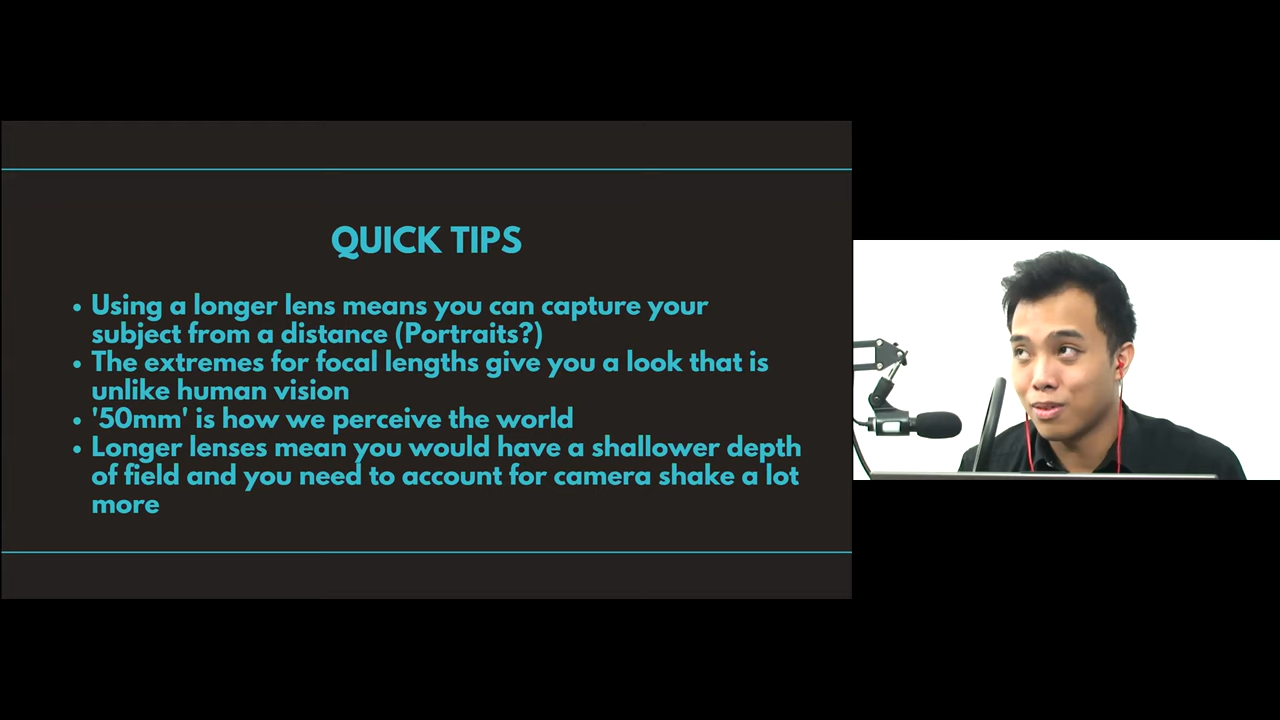 QUICK TIPS
• Using a longer lens means you can capture your
subject from a distance (Portraits?)
• The extremes for focal lengths give you a look that is
unlike human vision
• '50mm' is how we perceive the world
• Longer lenses mean you would have a shallower depth
of field and you need to account for camera shake a lot
more